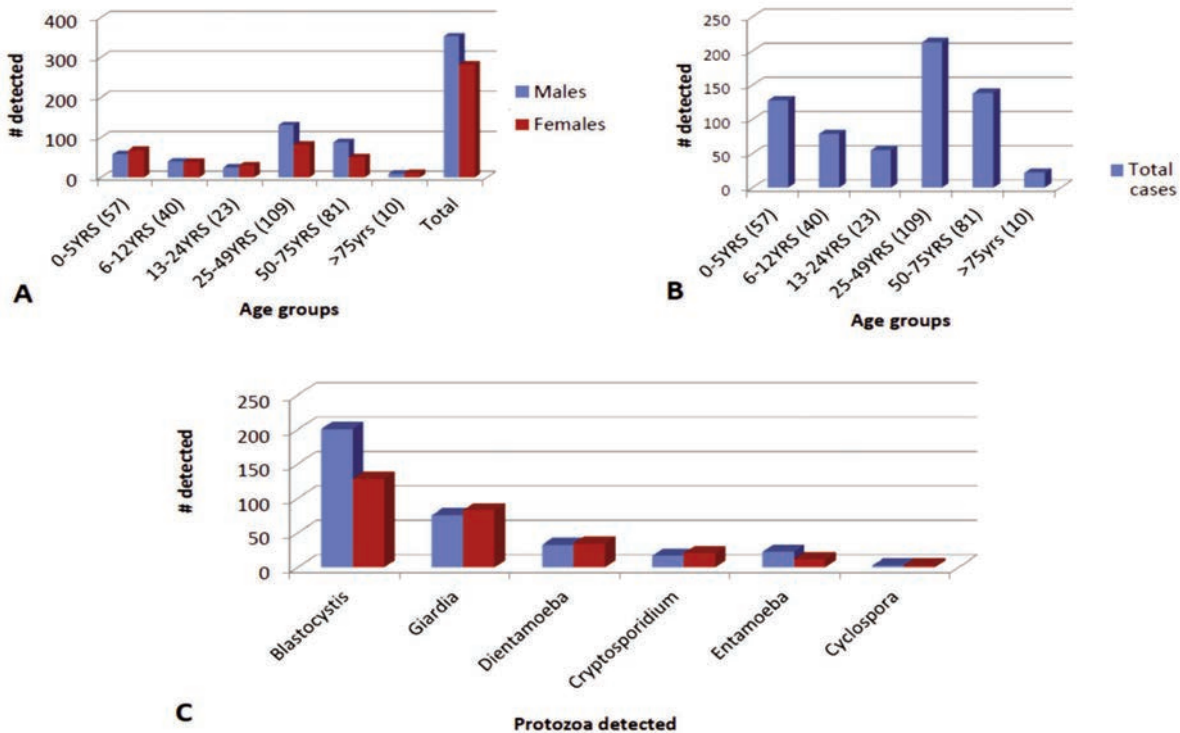 400
300
200
100
0
# detected
Males
Females
0-5YRS (57)
6-12YRS (40)
13-24YRS (23)
25-49YRS (109)
50-75YRS (81)
>75yrs (10)
Total
A
Age groups
250
200
150
100
50
0
# detected
Total
cases
0-5YRS (57)
6-12YRS (40)
13-24YRS (23)
25-49YRS (109)
50-75YRS (81)
>75yrs (10)
B
Age groups
250
200
150
100
50
0
# detected
Blastocystis
Giardia
Dientamoeba
Cryptosporidium
Entamoeba
Cyclospora
C
Protozoa detected